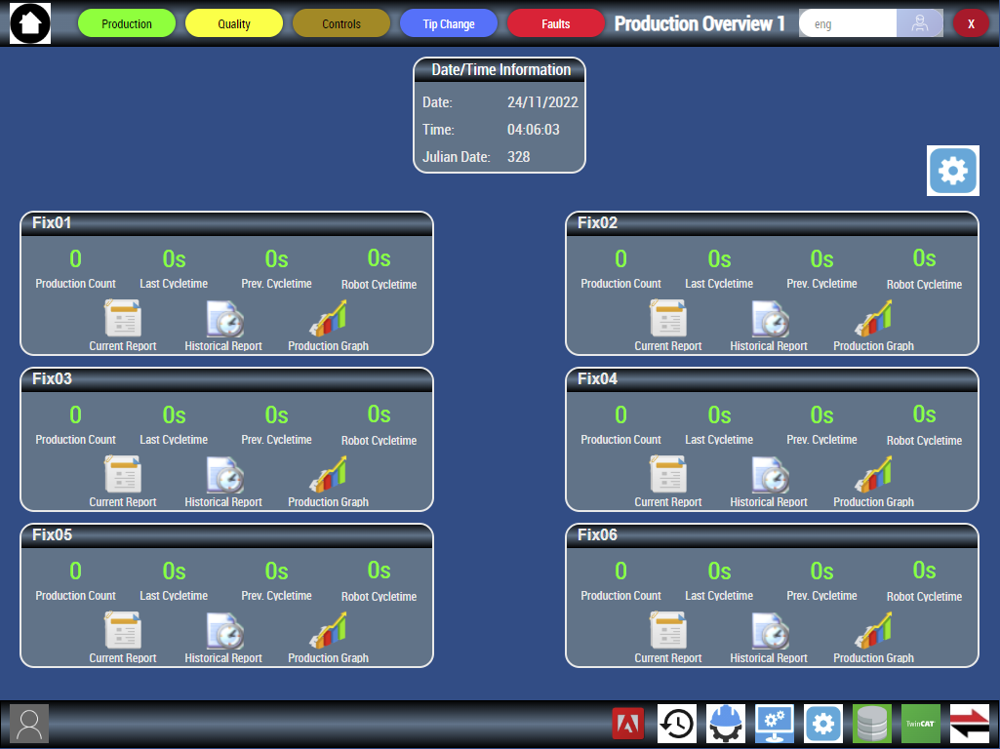 Production Quality Controls Tip Change Faults Production Overview 1 eng X
Date/Time Information
Date: 24/11/2022
Time: 04:06:03
Julian Date: 328
Fix01
0 0s 0s 0s
Production Count Last Cycletime Prev. Cycletime Robot Cycletime
Current Report Historical Report Production Graph
Fix02
0 0s 0s 0s
Production Count Last Cycletime Prev. Cycletime Robot Cycletime
Current Report Historical Report Production Graph
Fix03
0 0s 0s 0s
Production Count Last Cycletime Prev. Cycletime Robot Cycletime
Current Report Historical Report Production Graph
Fix04
0 0s 0s 0s
Production Count Last Cycletime Prev. Cycletime Robot Cycletime
Current Report Historical Report Production Graph
Fix05
0 0s 0s 0s
Production Count Last Cycletime Prev. Cycletime Robot Cycletime
Current Report Historical Report Production Graph
Fix06
0 0s 0s 0s
Production Count Last Cycletime Prev. Cycletime Robot Cycletime
Current Report Historical Report Production Graph
TwinCAT